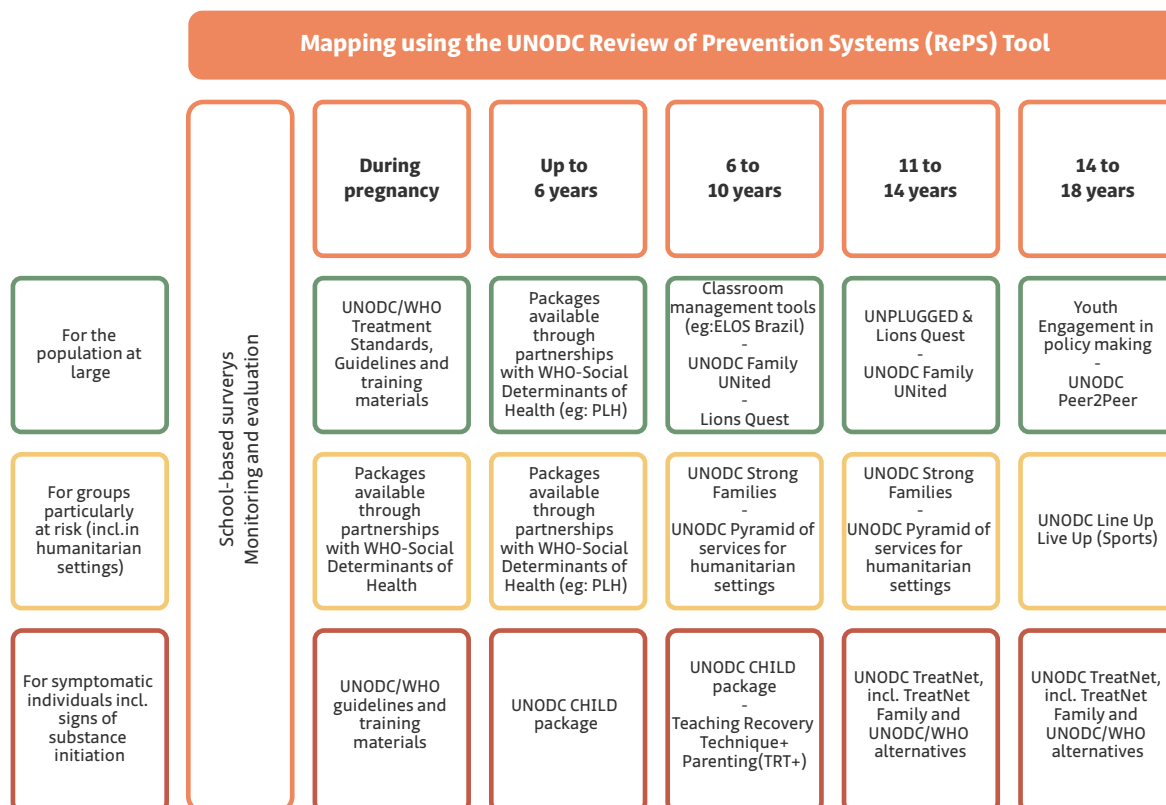 Mapping using the UNODC Review of Prevention Systems (RePS) Tool
School-based surverys
Monitoring and evaluation
During
pregnancy
Up to
6 years
6 to
10 years
11 to
14 years
14 to
18 years
For the
population at
large
UNODC/WHO
Treatment
Standards,
Guidelines and
training
materials
Packages
available
through
partnerships
with WHO-Social
Determinants of
Health (eg: PLH)
Classroom
management tools
(eg:ELOS Brazil)
-
UNODC Family
UNited
-
Lions Quest
UNPLUGGED &
Lions Quest
-
UNODC Family
UNited
Youth
Engagement in
policy making
-
UNODC
Peer2Peer
For groups
particularly
at risk (incl.in
humanitarian
settings)
Packages
available
through
partnerships
with WHO-Social
Determinants of
Health
Packages
available
through
partnerships
with WHO-Social
Determinants of
Health (eg: PLH)
UNODC Strong
Families
-
UNODC Pyramid of
services for
humanitarian
settings
UNODC Strong
Families
-
UNODC Pyramid of
services for
humanitarian
settings
UNODC Line Up
Live Up (Sports)
For symptomatic
individuals incl.
signs of
substance
initiation
UNODC/WHO
guidelines and
training
materials
UNODC CHILD
package
UNODC CHILD
package
-
Teaching Recovery
Technique+
Parenting(TRT+)
UNODC TreatNet,
incl. TreatNet
Family and
UNODC/WHO
alternatives
UNODC TreatNet,
incl. TreatNet
Family and
UNODC/WHO
alternatives